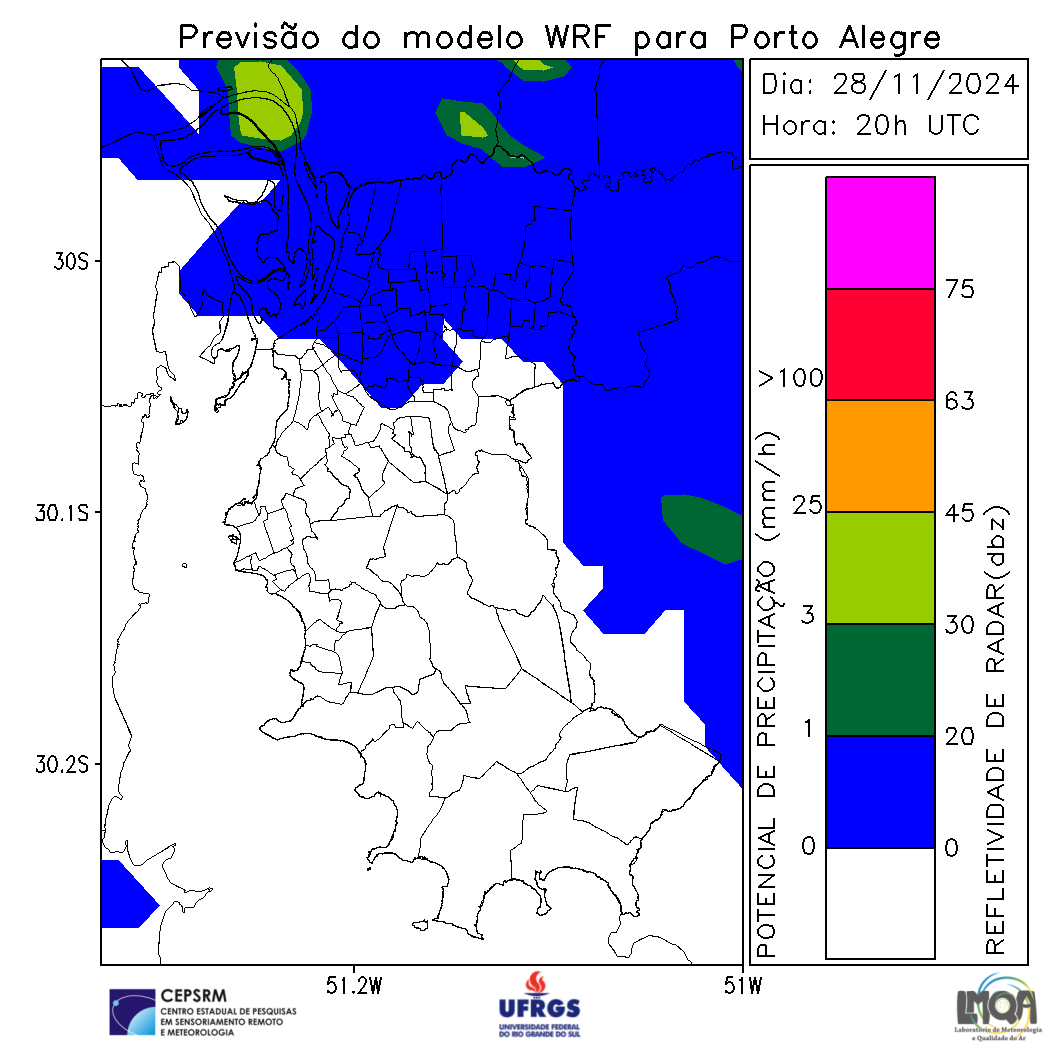 Previsão do modelo WRF para Porto Alegre
Dia: 28/11/2024
Hora: 20h UTC
30S
30.1S
30.2S
51.2W
51W
POTENCIAL DE PRECIPITAÇÃO (mm/h)
>100
25
3
1
0
75
63
45
30
20
0
REFLETIVIDADE DE RADAR(dbz)
CEPSRM
CENTRO ESTADUAL DE PESQUISAS
EM SENSORIAMENTO REMOTO
E METEOROLOGIA
UFRGS
UNIVERSIDADE FEDERAL
DO RIO GRANDE DO SUL
LMQA
Laboratório de Meteorologia
e Qualidade do Ar